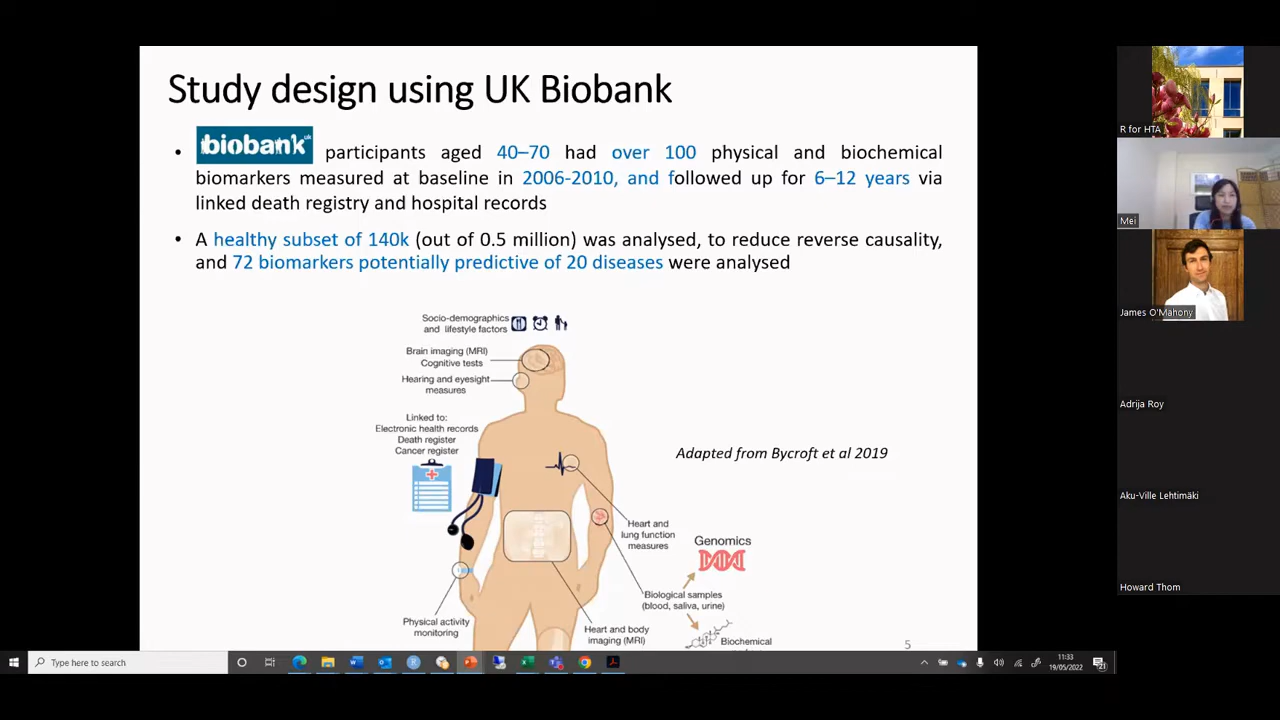 Study design using UK Biobank
• biobank uk participants aged 40–70 had over 100 physical and biochemical
biomarkers measured at baseline in 2006-2010, and followed up for 6–12 years via
linked death registry and hospital records
• A healthy subset of 140k (out of 0.5 million) was analysed, to reduce reverse causality,
and 72 biomarkers potentially predictive of 20 diseases were analysed
Socio-demographics
and lifestyle factors
Brain imaging (MRI)
Cognitive tests
Hearing and eyesight
measures
Linked to:
Electronic health records
Death register
Cancer register
Adapted from Bycroft et al 2019
Heart and
lung function
measures
Genomics
Biological samples
(blood, saliva, urine)
Physical activity
monitoring
Heart and body
imaging (MRI)
Biochemical
5
R for HTA
Mei
James O'Mahony
Adrija Roy
Aku-Ville Lehtimäki
Howard Thom
Type here to search
11:33
19/05/2022